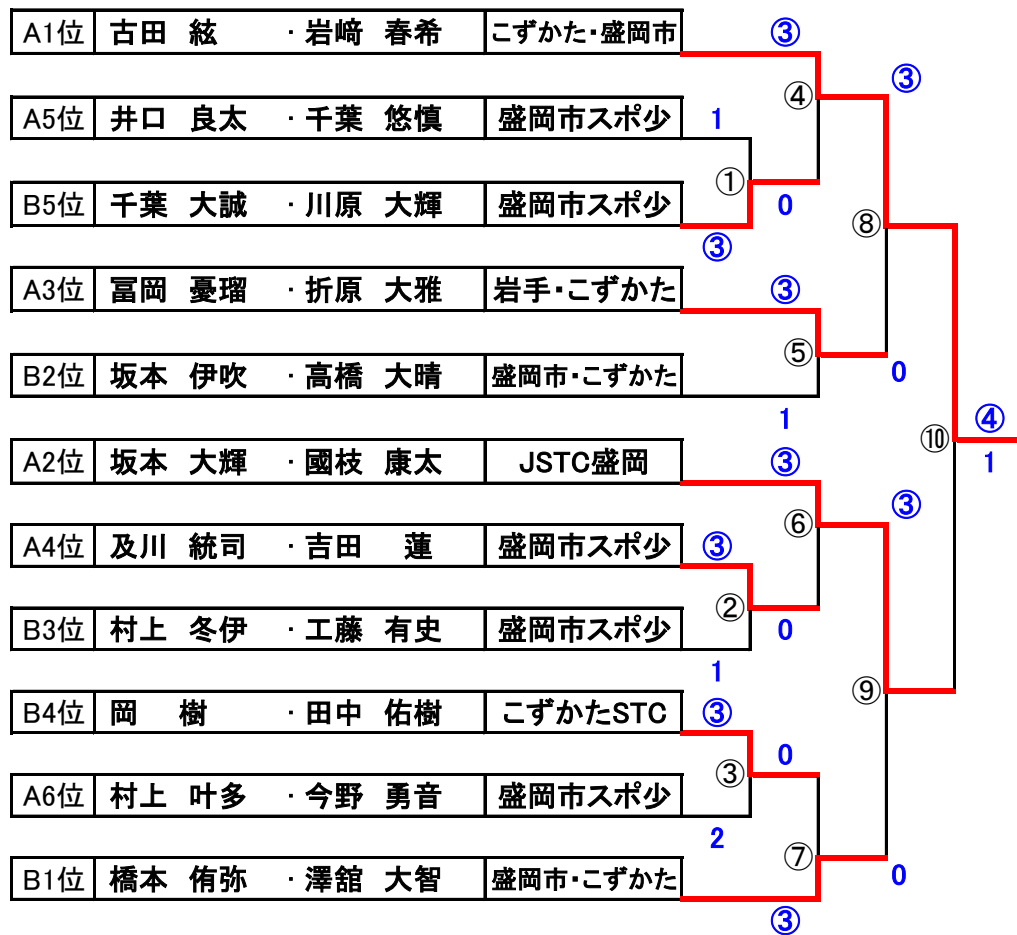 A1位 古田 絃 ・岩﨑 春希 こずかた・盛岡市 ③
④ ③
A5位 井口 良太 ・千葉 悠慎 盛岡市スポ少 1
①
B5位 千葉 大誠 ・川原 大輝 盛岡市スポ少 0
⑧
③
A3位 冨岡 憂瑠 ・折原 大雅 岩手・こずかた ③
⑤
B2位 坂本 伊吹 ・高橋 大晴 盛岡市・こずかた 0
1 ④
⑩
A2位 坂本 大輝 ・國枝 康太 JSTC盛岡 ③ 1
③
⑥
A4位 及川 統司 ・吉田 蓮 盛岡市スポ少 ③
②
B3位 村上 冬伊 ・工藤 有史 盛岡市スポ少 0
1
⑨
B4位 岡 樹 ・田中 佑樹 こずかたSTC ③
0
③
A6位 村上 叶多 ・今野 勇音 盛岡市スポ少
2
⑦
B1位 橋本 侑弥 ・澤舘 大智 盛岡市・こずかた 0
③